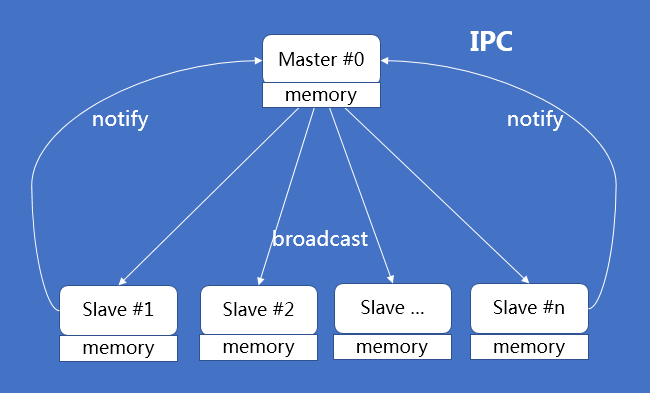 IPC
Master #0
memory
notify
notify
broadcast
Slave #1
Slave #2
Slave ...
Slave #n
memory
memory
memory
memory